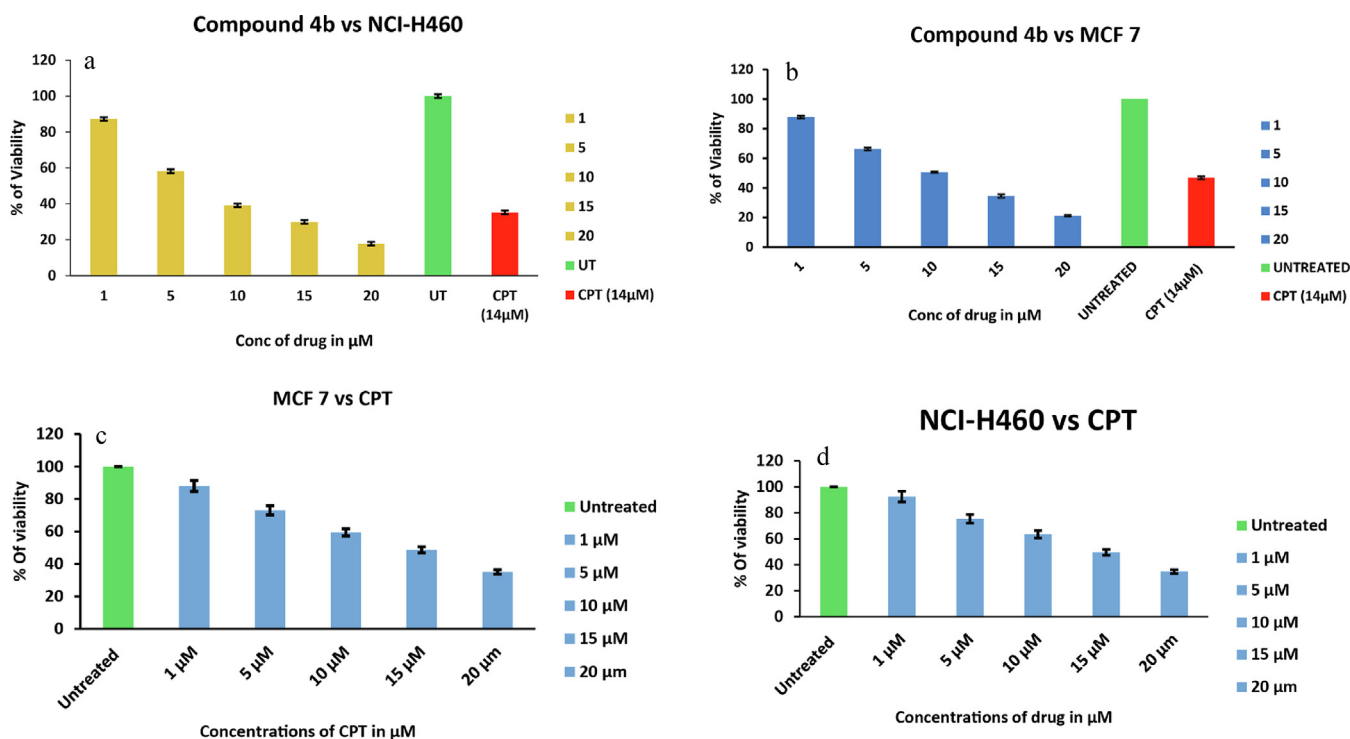 Compound 4b vs NCI-H460
a
% of Viability
120
100
80
60
40
20
0
1 5 10 15 20 UT CPT
(14µM)
Conc of drug in µM
1
5
10
15
20
UT
CPT (14µM)
Compound 4b vs MCF 7
b
% of Viability
120
100
80
60
40
20
0
1 5 10 15 20 UNTREATED CPT (14µM)
Conc of drug in µM
1
5
10
15
20
UNTREATED
CPT (14µM)
MCF 7 vs CPT
c
% Of viability
120
100
80
60
40
20
0
Untreated 1 µM 5 µM 10 µM 15 µM 20 µm
Concentrations of CPT in µM
Untreated
1 µM
5 µM
10 µM
15 µM
20 µm
NCI-H460 vs CPT
d
% Of viability
120
100
80
60
40
20
0
Untreated 1 µM 5 µM 10 µM 15 µM 20 µm
Concentrations of drug in µM
Untreated
1 µM
5 µM
10 µM
15 µM
20 µm